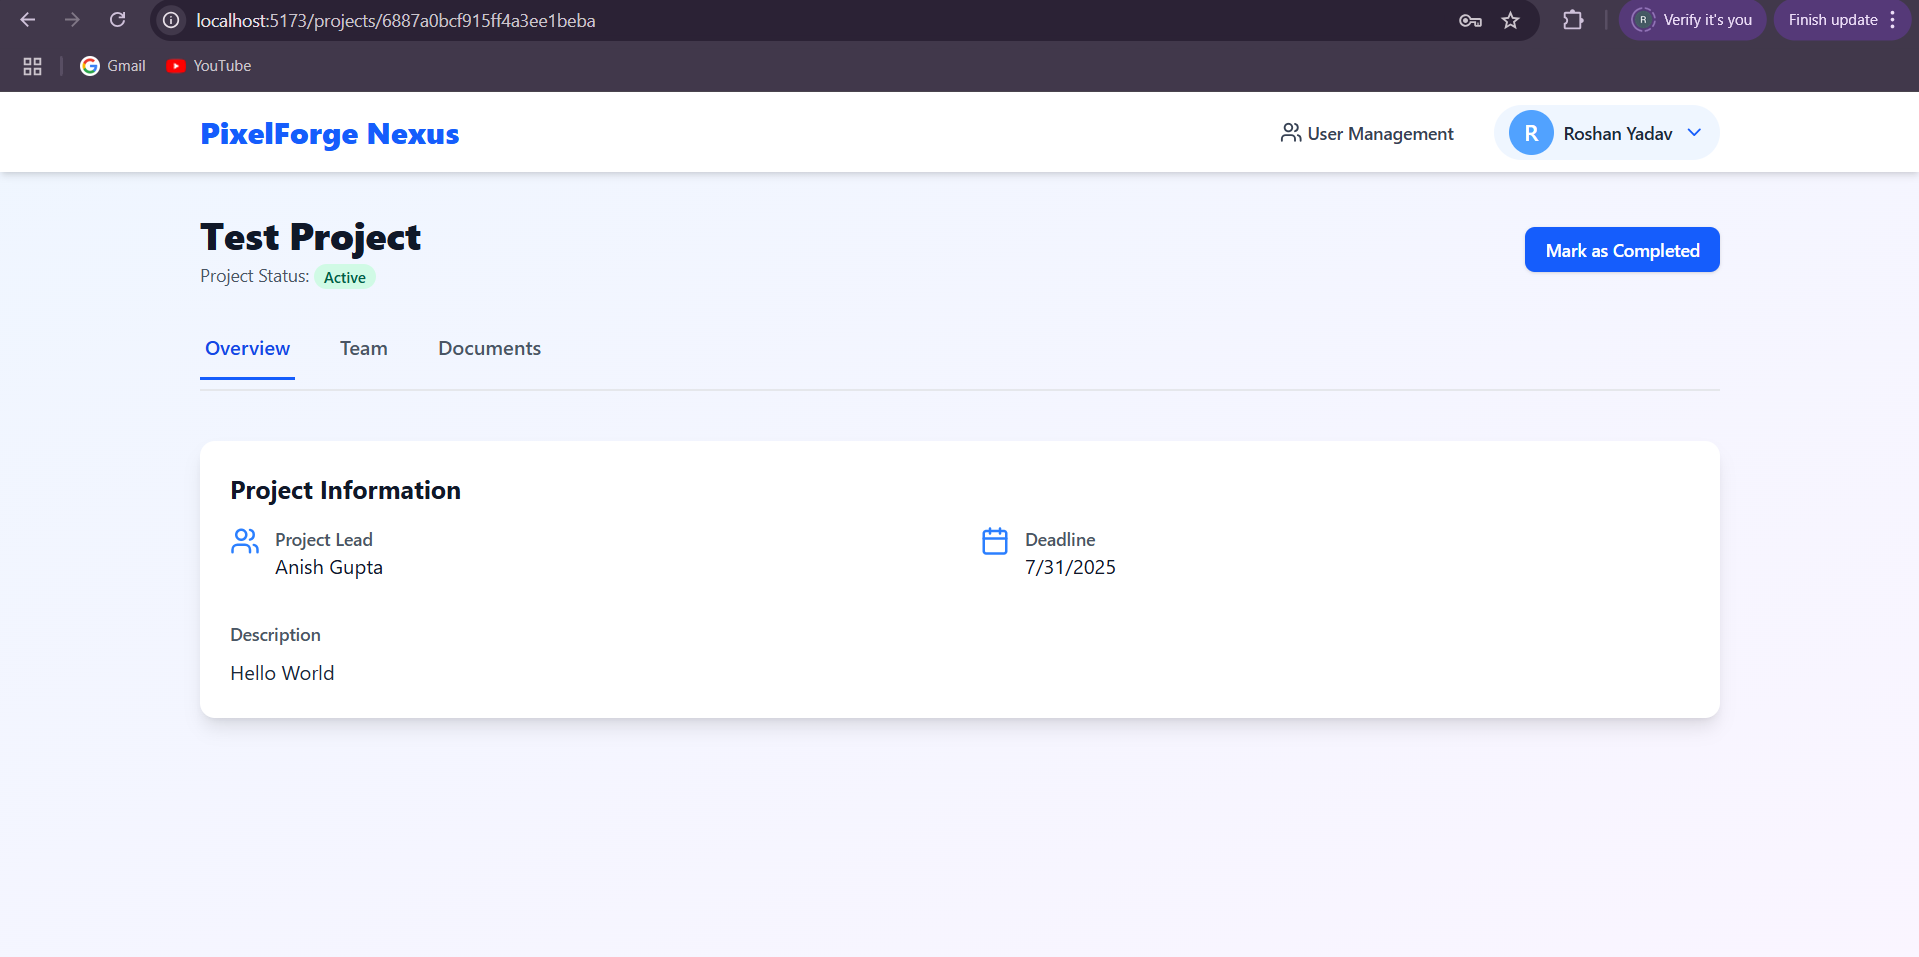 localhost:5173/projects/6887a0bcf915ff4a3ee1beba
R Verify it's you
Finish update
Gmail
YouTube
PixelForge Nexus
User Management
R Roshan Yadav
Test Project
Mark as Completed
Project Status: Active
Overview Team Documents
Project Information
Project Lead
Anish Gupta
Deadline
7/31/2025
Description
Hello World